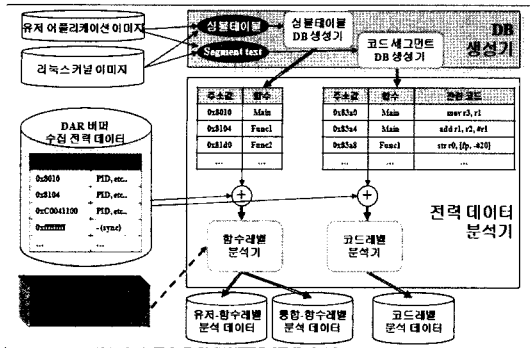 유저 어플리케이션 이미지
리눅스커널 이미지
심볼테이블
Segment text
심볼테이블
DB 생성기
코드 세그먼트
DB 생성기
DB
생성기
주소값 함수
0x8010 Main
0x8104 Func1
0x81d0 Func2
... ...
주소값 함수 코드
0x83a0 Main mov r3, r1
0x83a4 Main add r1, r2, #r1
0x83a8 Func1 str r0, [fp, -#20]
... ... ...
DAR 버퍼
수집 전력 데이터
0x8010 PID, etc..
0x8104 PID, etc..
0xC0041100 PID, etc..
0xffffffff - (sync)
... ...
함수레벨
분석기
코드레벨
분석기
전력 데이터
분석기
유저-함수레벨
분석 데이터
통합-함수레벨
분석 데이터
코드레벨
분석 데이터